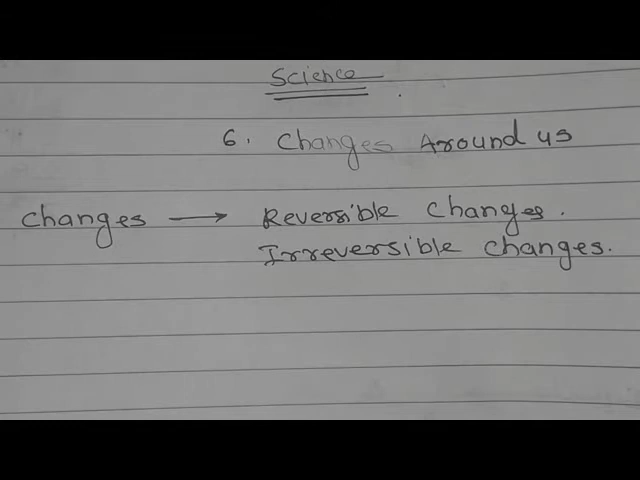 Science
6. Changes Around us
Changes → Reversible changes.
Irreversible changes.